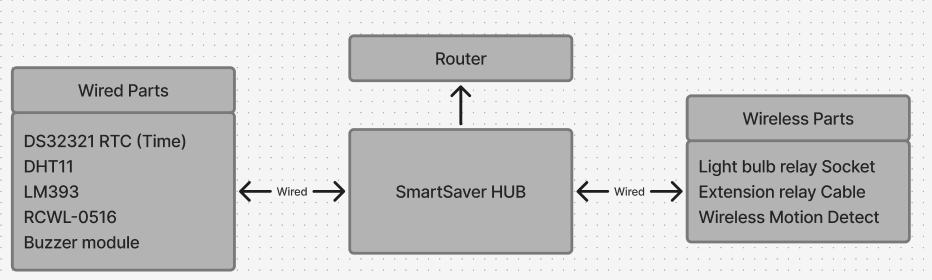 Router
Wired Parts
DS32321 RTC (Time)
DHT11
LM393
RCWL-0516
Buzzer module
Wired
SmartSaver HUB
Wired
Wireless Parts
Light bulb relay Socket
Extension relay Cable
Wireless Motion Detect